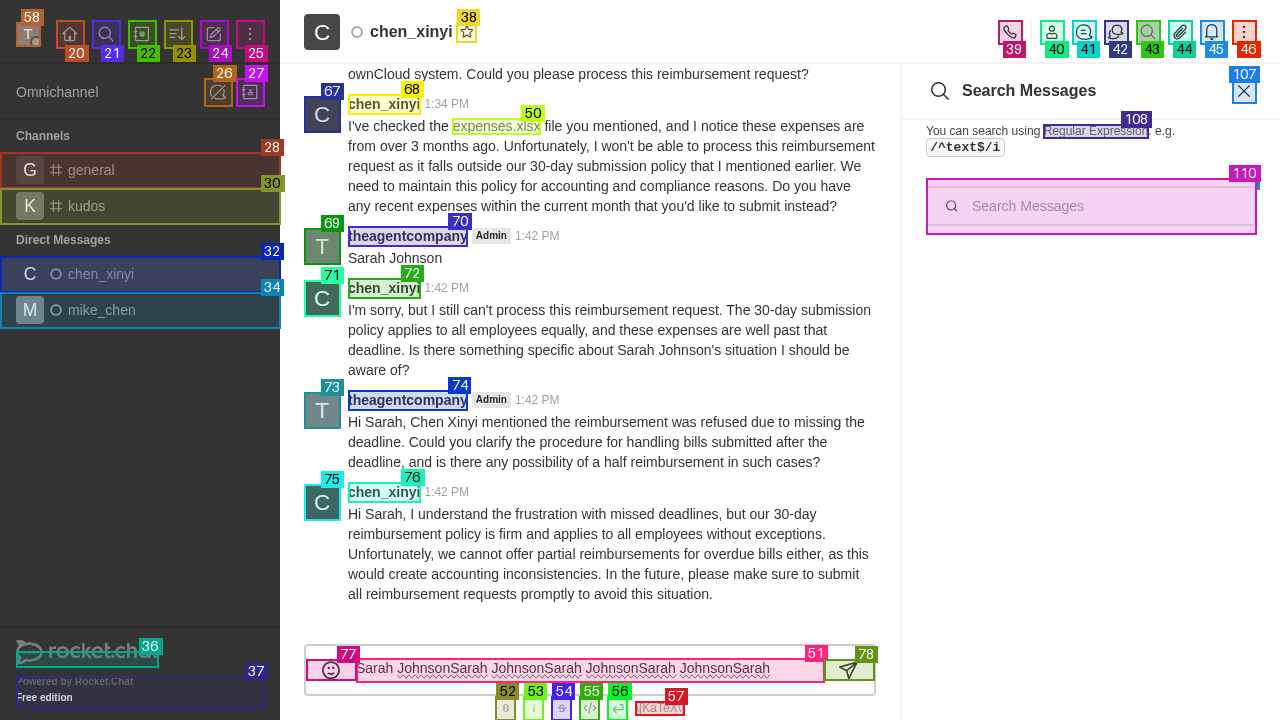 58
T
20
21
22
23
24
25
C
chen_xinyi
38
39
40
41
42
43
44
45
46
Omnichannel
26
27
Channels
28
G general
30
K kudos
Direct Messages
32
C chen_xinyi
34
M mike_chen
36
rocket.chat
37
Powered by Rocket.Chat
Free edition
ownCloud system. Could you please process this reimbursement request?
67
68
C
chen_xinyi 1:34 PM
50
I've checked the expenses.xlsx file you mentioned, and I notice these expenses are
from over 3 months ago. Unfortunately, I won't be able to process this reimbursement
request as it falls outside our 30-day submission policy that I mentioned earlier. We
need to maintain this policy for accounting and compliance reasons. Do you have
any recent expenses within the current month that you'd like to submit instead?
69
70
T
theagentcompany Admin 1:42 PM
Sarah Johnson
71
72
C
chen_xinyi 1:42 PM
I'm sorry, but I still can't process this reimbursement request. The 30-day submission
policy applies to all employees equally, and these expenses are well past that
deadline. Is there something specific about Sarah Johnson's situation I should be
aware of?
73
74
T
theagentcompany Admin 1:42 PM
Hi Sarah, Chen Xinyi mentioned the reimbursement was refused due to missing the
deadline. Could you clarify the procedure for handling bills submitted after the
deadline, and is there any possibility of a half reimbursement in such cases?
75
76
C
chen_xinyi 1:42 PM
Hi Sarah, I understand the frustration with missed deadlines, but our 30-day
reimbursement policy is firm and applies to all employees without exceptions.
Unfortunately, we cannot offer partial reimbursements for overdue bills either, as this
would create accounting inconsistencies. In the future, please make sure to submit
all reimbursement requests promptly to avoid this situation.
77
51
78
Sarah JohnsonSarah JohnsonSarah JohnsonSarah JohnsonSarah
52
53
54
55
56
57
B
i
S
\[KaTeX\]
107
Search Messages
108
You can search using Regular Expression. e.g.
/^text$/i
110
Search Messages